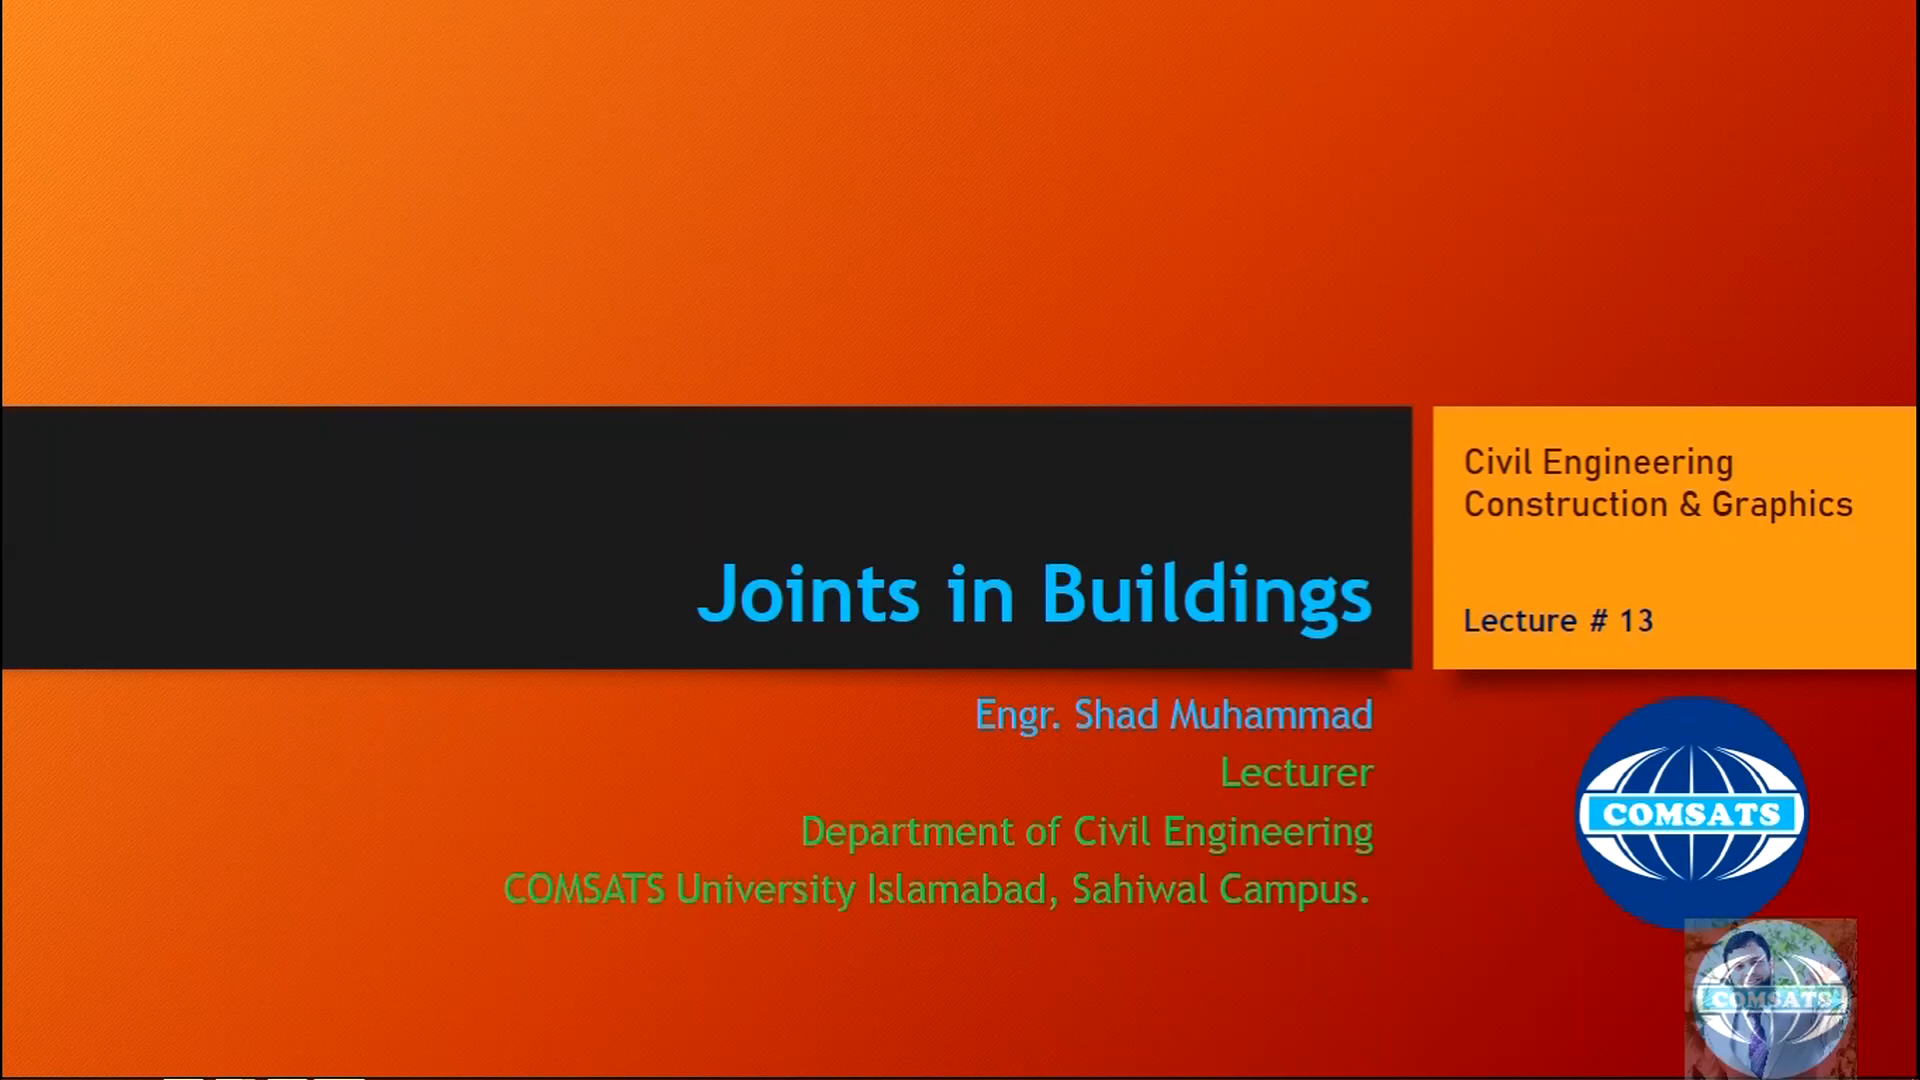 Joints in Buildings
Civil Engineering
Construction & Graphics
Lecture # 13
Engr. Shad Muhammad
Lecturer
Department of Civil Engineering
COMSATS University Islamabad, Sahiwal Campus.
COMSATS
COMSATS